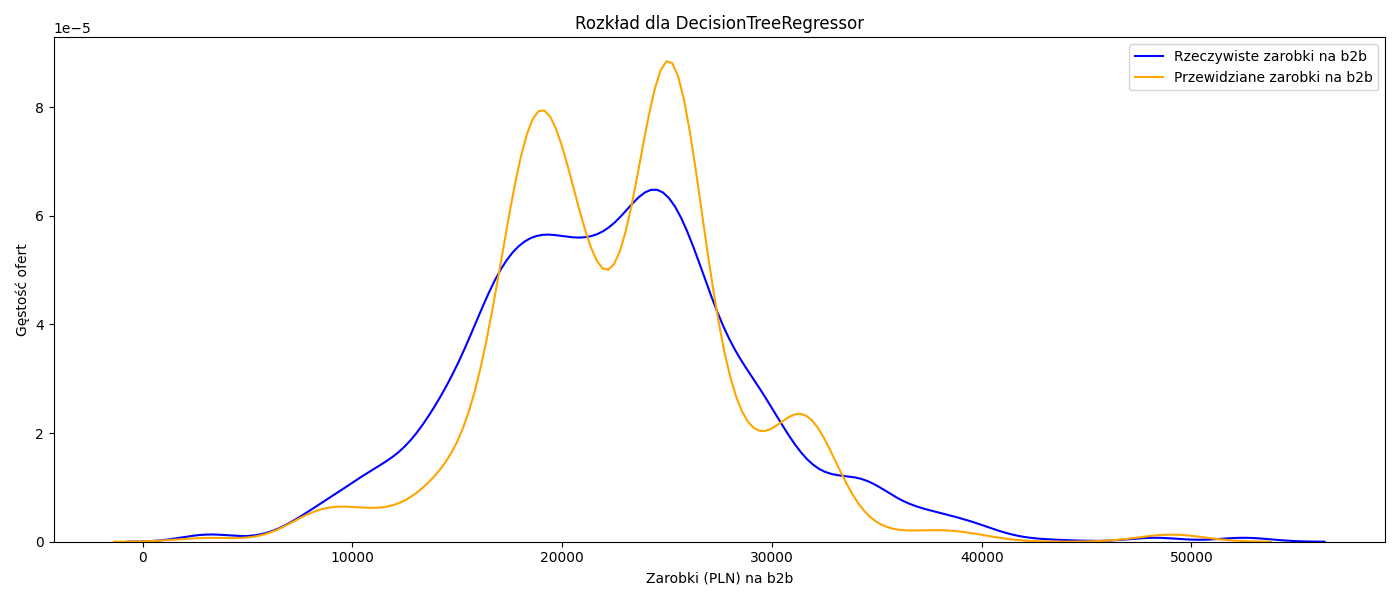 Rozkład dla DecisionTreeRegressor
1e−5
Rzeczywiste zarobki na b2b
Przewidziane zarobki na b2b
Gęstość ofert
8
6
4
2
0
0 10000 20000 30000 40000 50000
Zarobki (PLN) na b2b